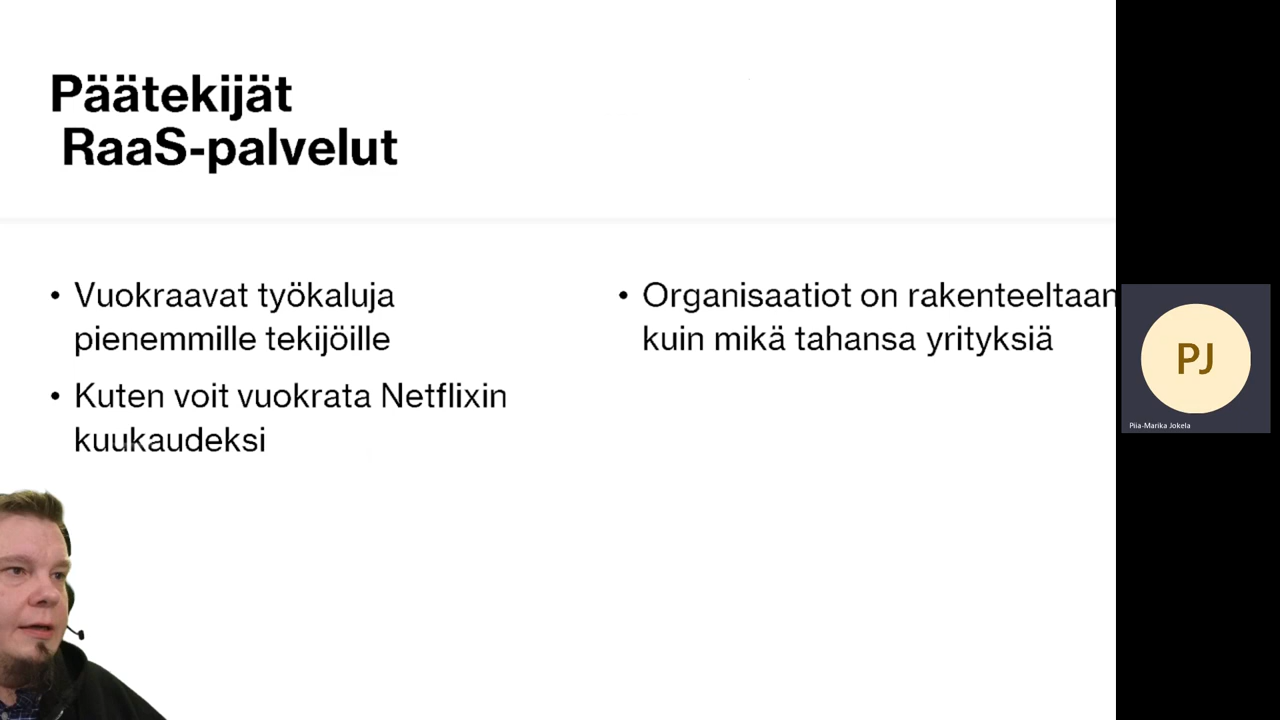 Päätekijät
RaaS-palvelut
• Vuokraavat työkaluja
pienemmille tekijöille
• Kuten voit vuokrata Netflixin
kuukaudeksi
• Organisaatiot on rakenteeltaan
kuin mikä tahansa yrityksiä
PJ
Piia-Marika Jokela